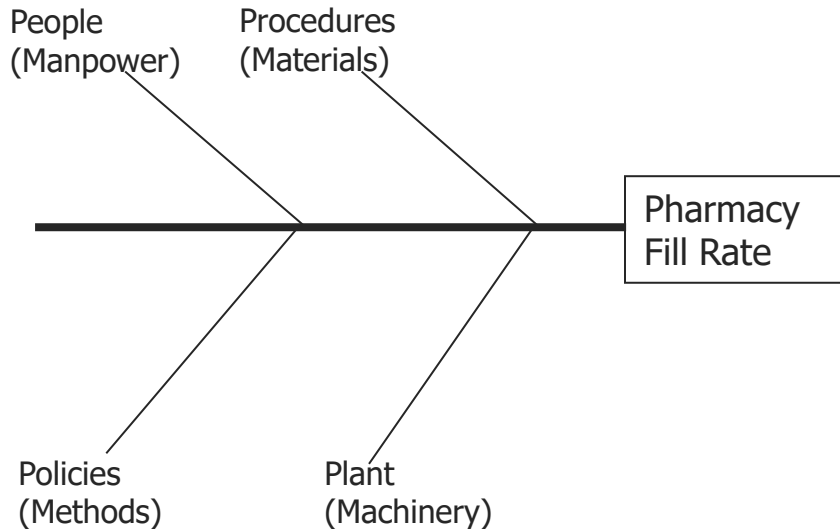 People
(Manpower)
Procedures
(Materials)
Pharmacy
Fill Rate
Policies
(Methods)
Plant
(Machinery)